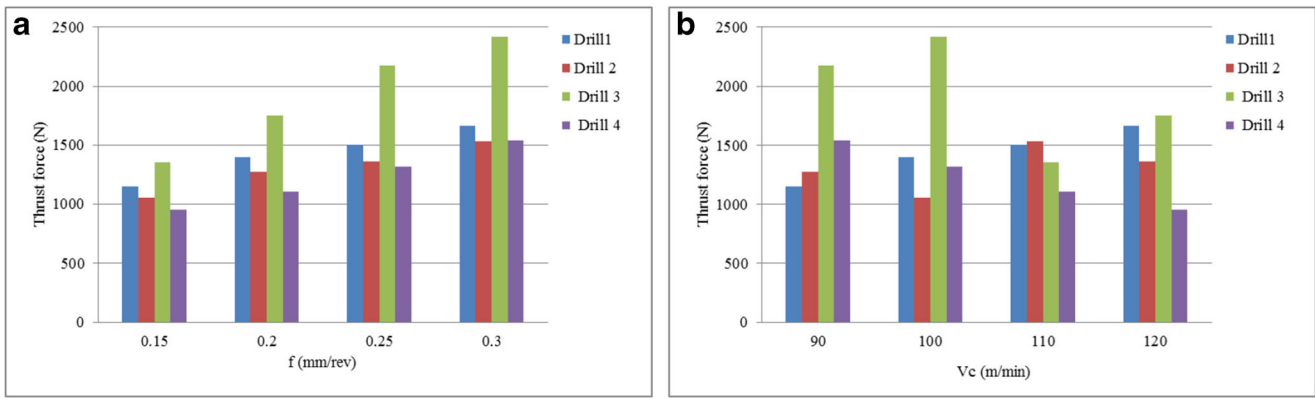 a
Thrust force (N)
2500
2000
1500
1000
500
0
0.15 0.2 0.25 0.3
f (mm/rev)
Drill1
Drill 2
Drill 3
Drill 4
b
Thrust force (N)
2500
2000
1500
1000
500
0
90 100 110 120
Vc (m/min)
Drill1
Drill 2
Drill 3
Drill 4